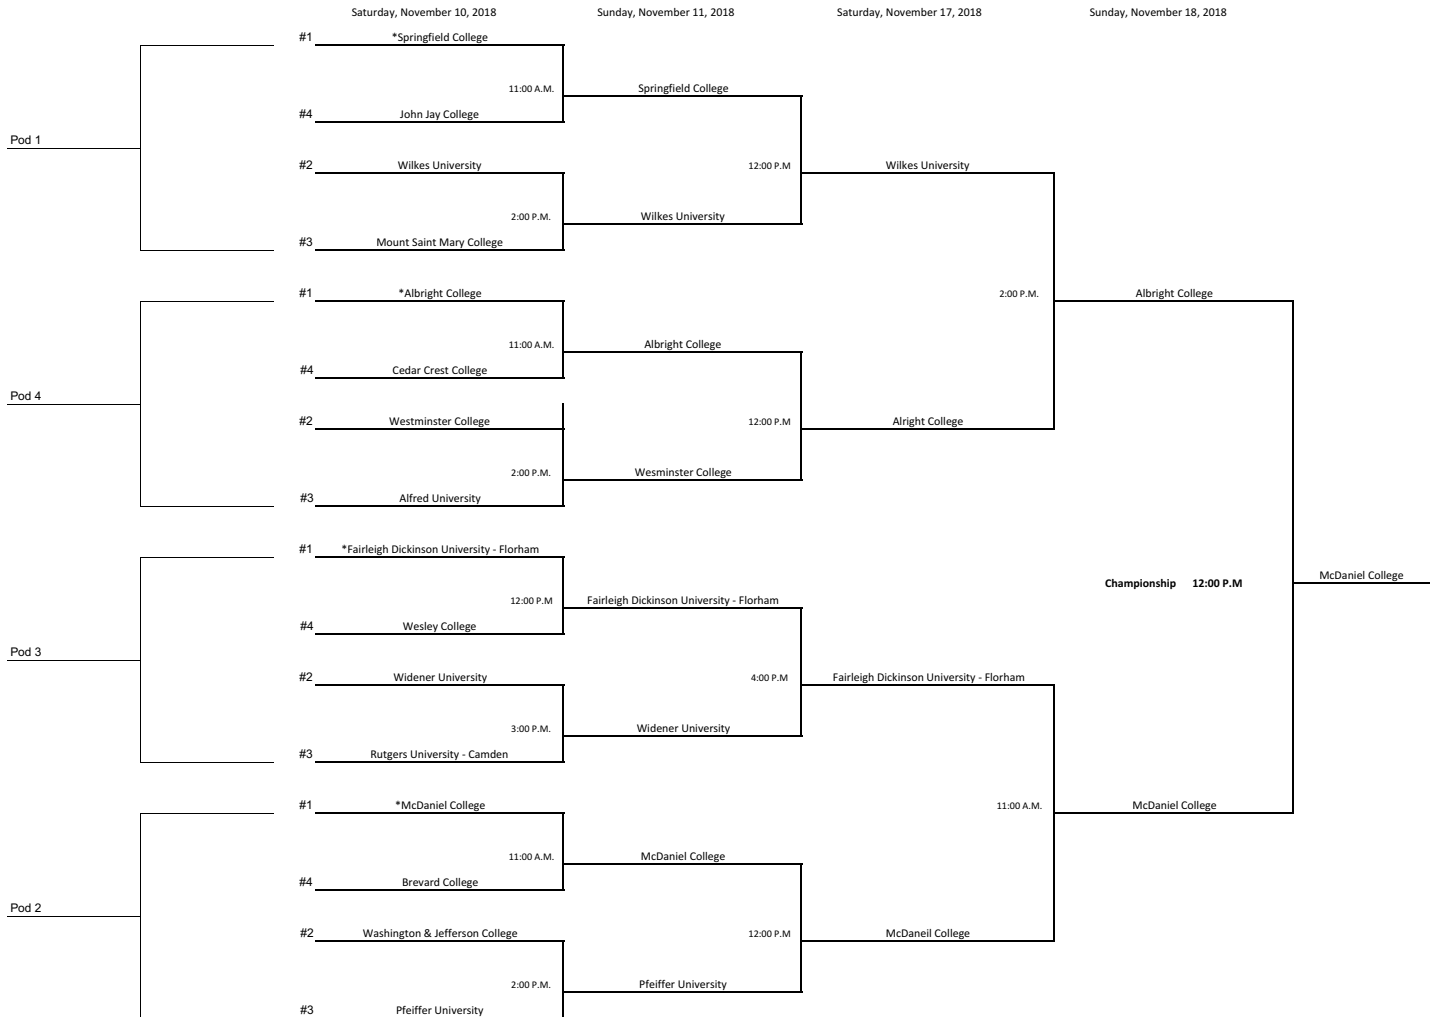 Saturday, November 10, 2018 Sunday, November 11, 2018 Saturday, November 17, 2018 Sunday, November 18, 2018
#1 *Springfield College
11:00 A.M. Springfield College
#4 John Jay College
Pod 1
#2 Wilkes University 12:00 P.M Wilkes University
2:00 P.M. Wilkes University
#3 Mount Saint Mary College
#1 *Albright College 2:00 P.M. Albright College
11:00 A.M. Albright College
#4 Cedar Crest College
Pod 4
#2 Westminster College 12:00 P.M Alright College
2:00 P.M. Wesminster College
#3 Alfred University
#1 *Fairleigh Dickinson University - Florham
Championship 12:00 P.M McDaniel College
12:00 P.M Fairleigh Dickinson University - Florham
#4 Wesley College
Pod 3
#2 Widener University 4:00 P.M Fairleigh Dickinson University - Florham
3:00 P.M. Widener University
#3 Rutgers University - Camden
#1 *McDaniel College 11:00 A.M. McDaniel College
11:00 A.M. McDaniel College
#4 Brevard College
Pod 2
#2 Washington & Jefferson College 12:00 P.M McDaneil College
2:00 P.M. Pfeiffer University
#3 Pfeiffer University